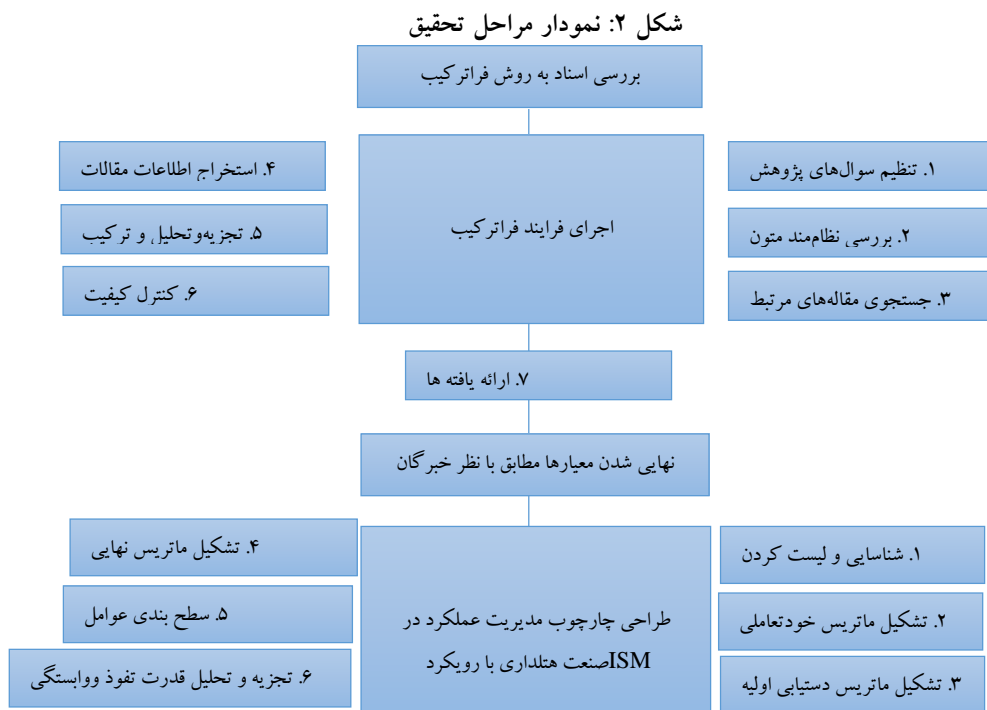 شکل ۲: نمودار مراحل تحقیق
بررسی اسناد به روش فراترکیب
اجرای فرایند فراترکیب
۱. تنظیم سوال‌های پژوهش
۲. بررسی نظام‌مند متون
۳. جستجوی مقاله‌های مرتبط
۴. استخراج اطلاعات مقالات
۵. تجزیه‌وتحلیل و ترکیب
۶. کنترل کیفیت
۷. ارائه یافته ها
نهایی شدن معیارها مطابق با نظر خبرگان
طراحی چارچوب مدیریت عملکرد در
ISMصنعت هتلداری با رویکرد
۱. شناسایی و لیست کردن
۲. تشکیل ماتریس خودتعاملی
۳. تشکیل ماتریس دستیابی اولیه
۴. تشکیل ماتریس نهایی
۵. سطح بندی عوامل
۶. تجزیه و تحلیل قدرت تفوذ ووابستگی